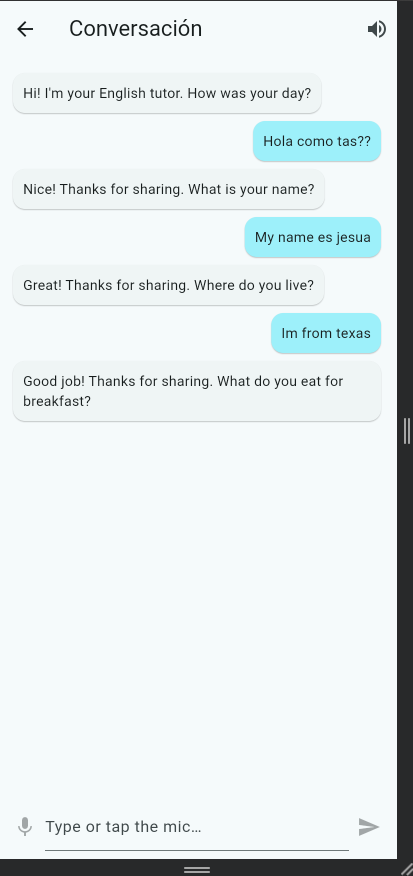 Conversación
Hi! I'm your English tutor. How was your day?
Hola como tas??
Nice! Thanks for sharing. What is your name?
My name es jesua
Great! Thanks for sharing. Where do you live?
Im from texas
Good job! Thanks for sharing. What do you eat for
breakfast?
Type or tap the mic...